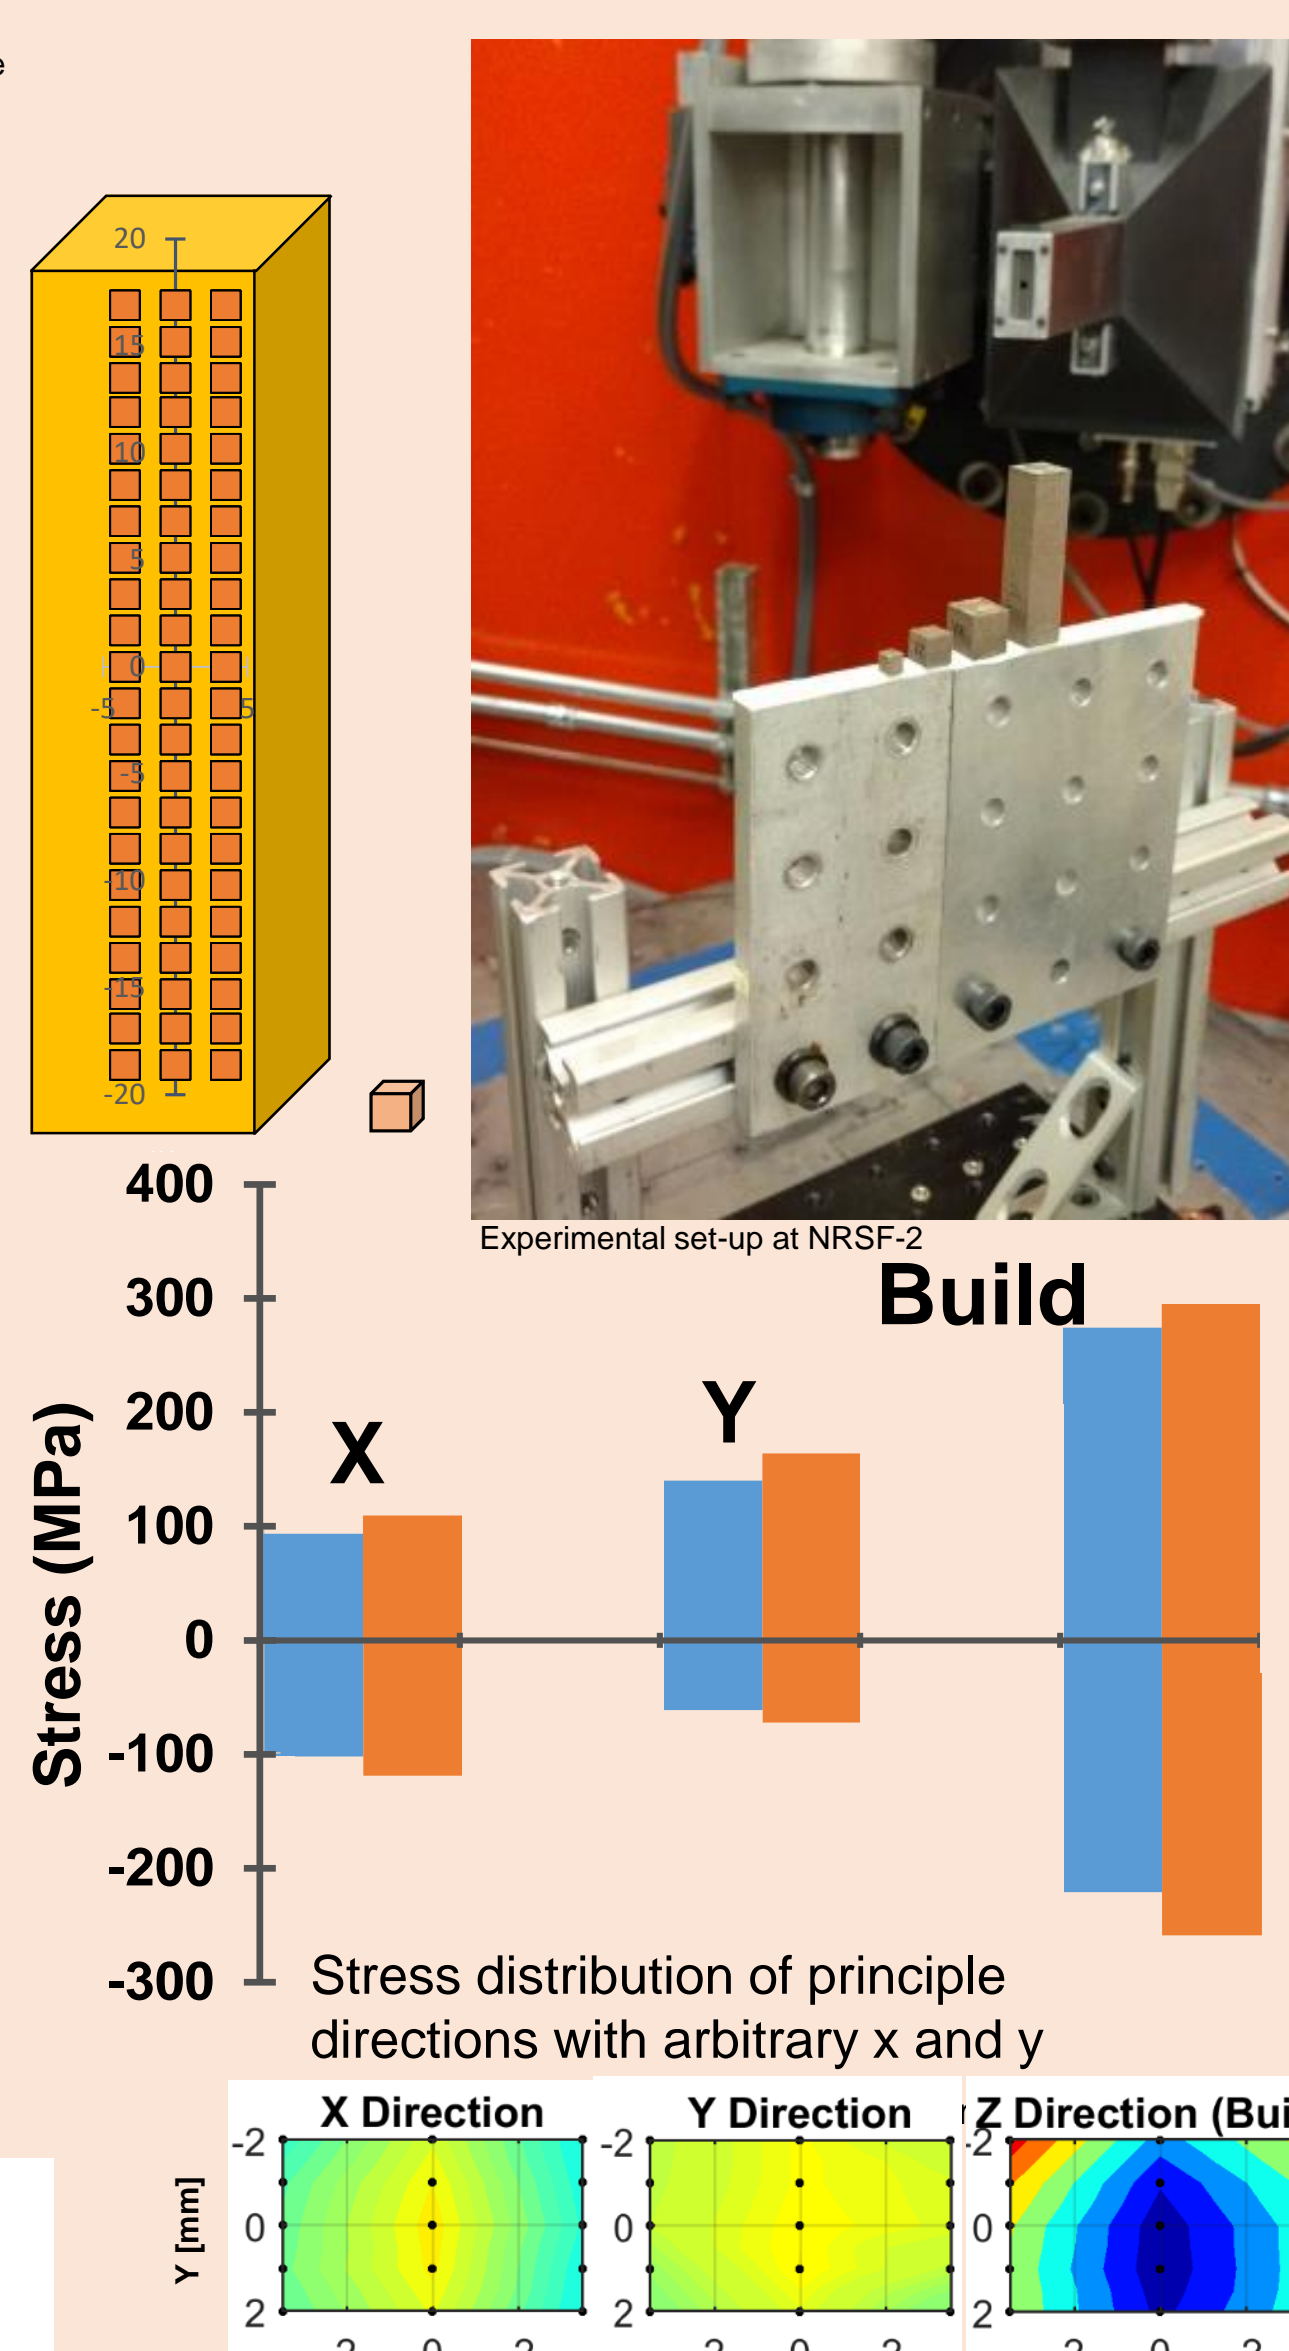 e
20
15
10
5
0
-5
5
-5
-10
-15
-20
Experimental set-up at NRSF-2
400
300
200
100
0
-100
-200
-300
Stress (MPa)
X
Y
Build
Stress distribution of principle
directions with arbitrary x and y
X Direction
Y Direction
Z Direction (Bui
Y [mm]
-2
0
2
-2
0
2
-2
0
2